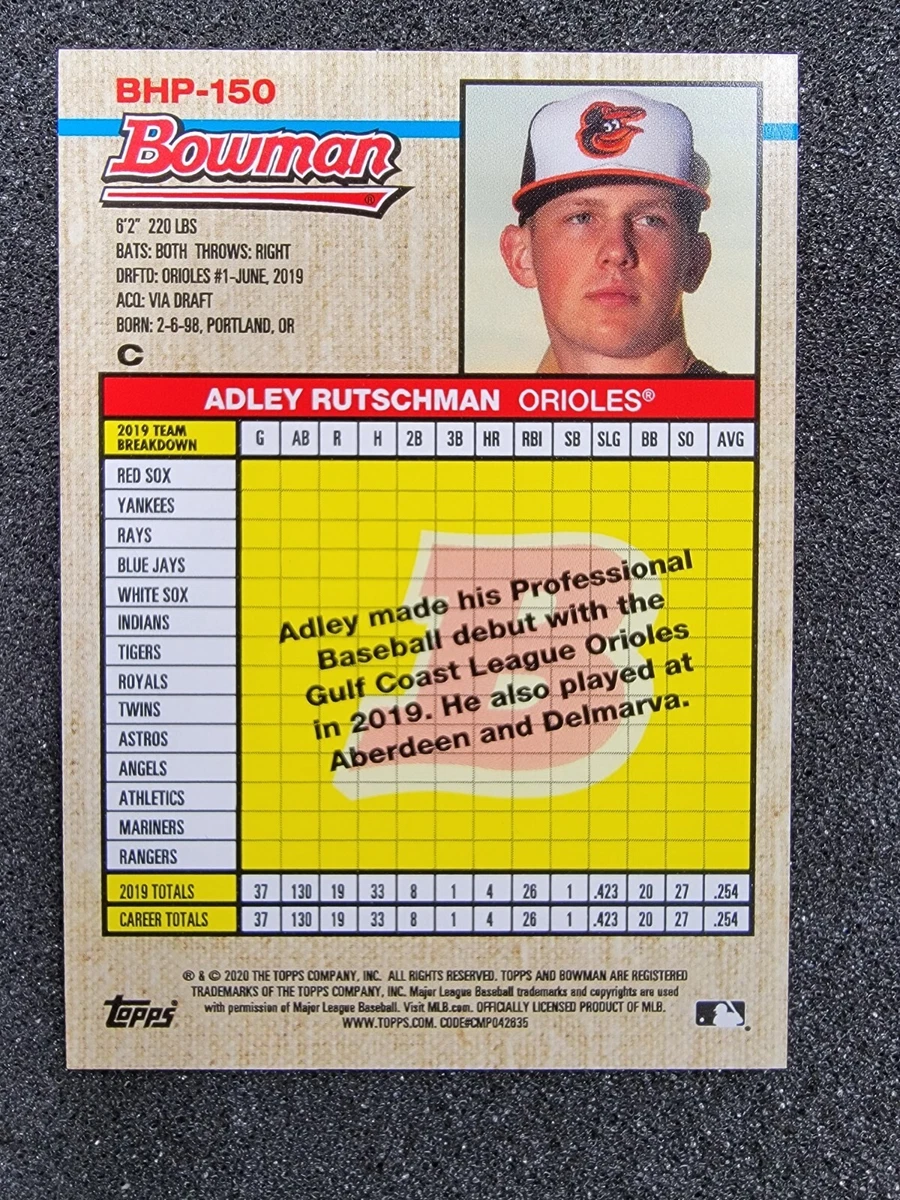 BHP-150
Bowman®
6'2" 220 LBS
BATS: BOTH THROWS: RIGHT
DRFTD: ORIOLES #1-JUNE, 2019
ACQ: VIA DRAFT
BORN: 2-6-98, PORTLAND, OR
C
ADLEY RUTSCHMAN ORIOLES®
2019 TEAM BREAKDOWN G AB R H 2B 3B HR RBI SB SLG BB SO AVG
RED SOX
YANKEES
RAYS
BLUE JAYS
WHITE SOX
INDIANS
TIGERS
ROYALS
TWINS
ASTROS
ANGELS
ATHLETICS
MARINERS
RANGERS
Adley made his Professional
Baseball debut with the
Gulf Coast League Orioles
in 2019. He also played at
Aberdeen and Delmarva.
2019 TOTALS 37 130 19 33 8 1 4 26 1 .423 20 27 .254
CAREER TOTALS 37 130 19 33 8 1 4 26 1 .423 20 27 .254
® & © 2020 THE TOPPS COMPANY, INC. ALL RIGHTS RESERVED. TOPPS AND BOWMAN ARE REGISTERED
TRADEMARKS OF THE TOPPS COMPANY, INC. Major League Baseball trademarks and copyrights are used
with permission of Major League Baseball. Visit MLB.com. OFFICIALLY LICENSED PRODUCT OF MLB.
WWW.TOPPS.COM. CODE#CMP042835
Topps